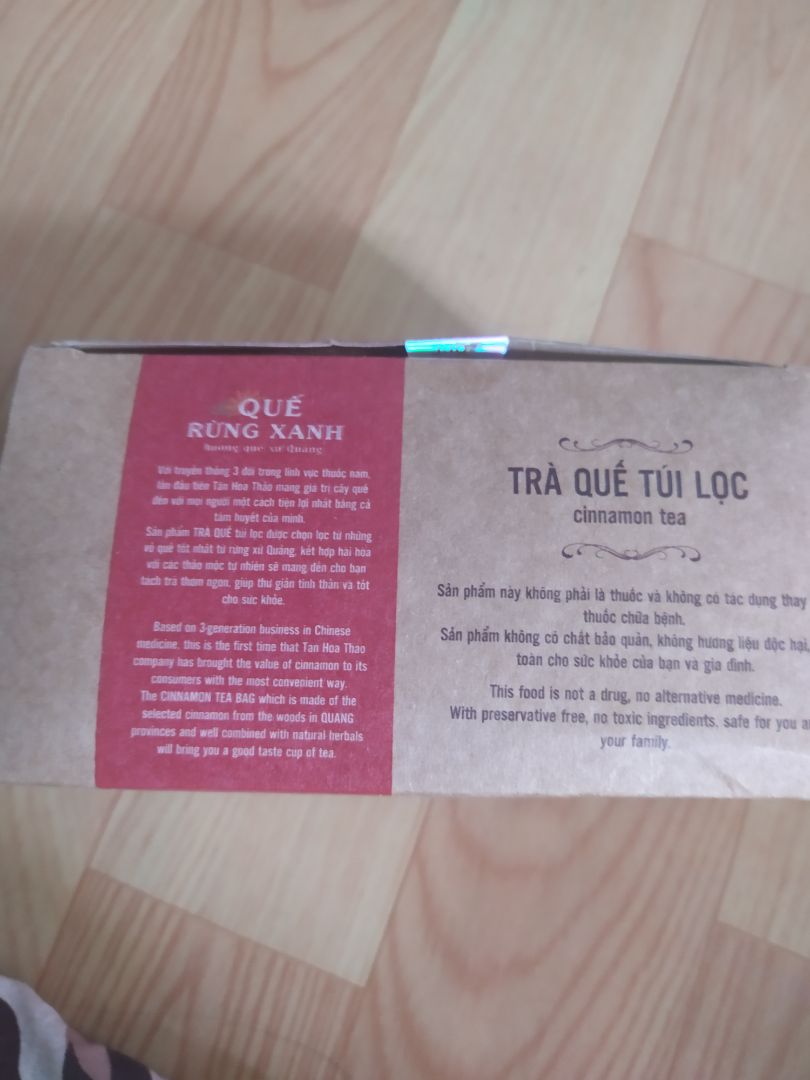 QUẾ
RỪNG XANH
hương quế xứ Quảng
Với truyền thống 3 đời trong lĩnh vực thuốc nam,
lần đầu tiên Tân Hoa Thảo mang giá trị cây quế
đến với mọi người một cách tiện lợi nhất bằng cả
tâm huyết của mình.
Sản phẩm TRÀ QUẾ túi lọc được chọn lọc từ những
vỏ quế tốt nhất từ rừng xứ Quảng, kết hợp hài hòa
với các thảo mộc tự nhiên sẽ mang đến cho bạn
tách trà thơm ngon, giúp thư giãn tinh thần và tốt
cho sức khỏe.
Based on 3-generation business in Chinese
medicine, this is the first time that Tan Hoa Thao
company has brought the value of cinnamon to its
consumers with the most convenient way.
The CINNAMON TEA BAG which is made of the
selected cinnamon from the woods in QUANG
provinces and well combined with natural herbals
will bring you a good taste cup of tea.
TRÀ QUẾ TÚI LỌC
cinnamon tea
Sản phẩm này không phải là thuốc và không có tác dụng thay
thuốc chữa bệnh.
Sản phẩm không có chất bảo quản, không hương liệu độc hại,
toàn cho sức khỏe của bạn và gia đình.
This food is not a drug, no alternative medicine.
With preservative free, no toxic ingredients, safe for you
your family.